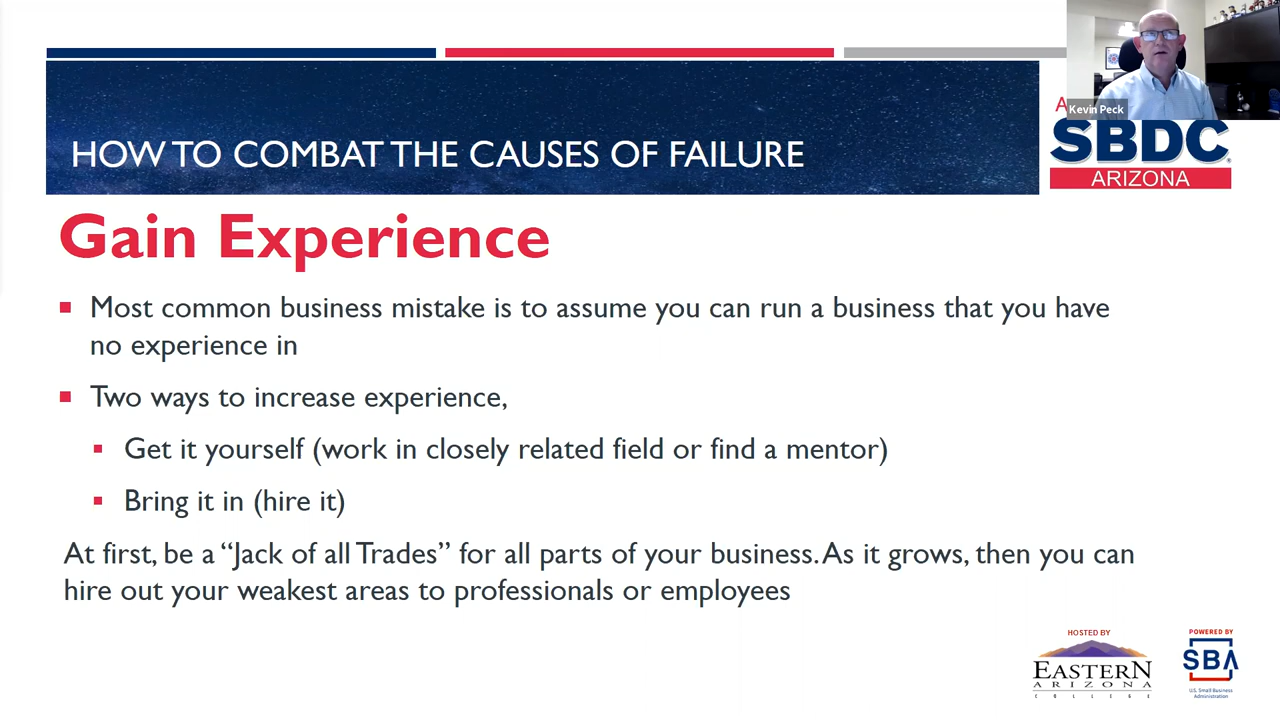 HOW TO COMBAT THE CAUSES OF FAILURE
A
Kevin Peck
SBDC
ARIZONA
Gain Experience
Most common business mistake is to assume you can run a business that you have
no experience in
Two ways to increase experience,
Get it yourself (work in closely related field or find a mentor)
Bring it in (hire it)
At first, be a “Jack of all Trades” for all parts of your business. As it grows, then you can
hire out your weakest areas to professionals or employees
HOSTED BY
EASTERN
ARIZONA
COLLEGE
POWERED BY
SBA
U.S. Small Business
Administration